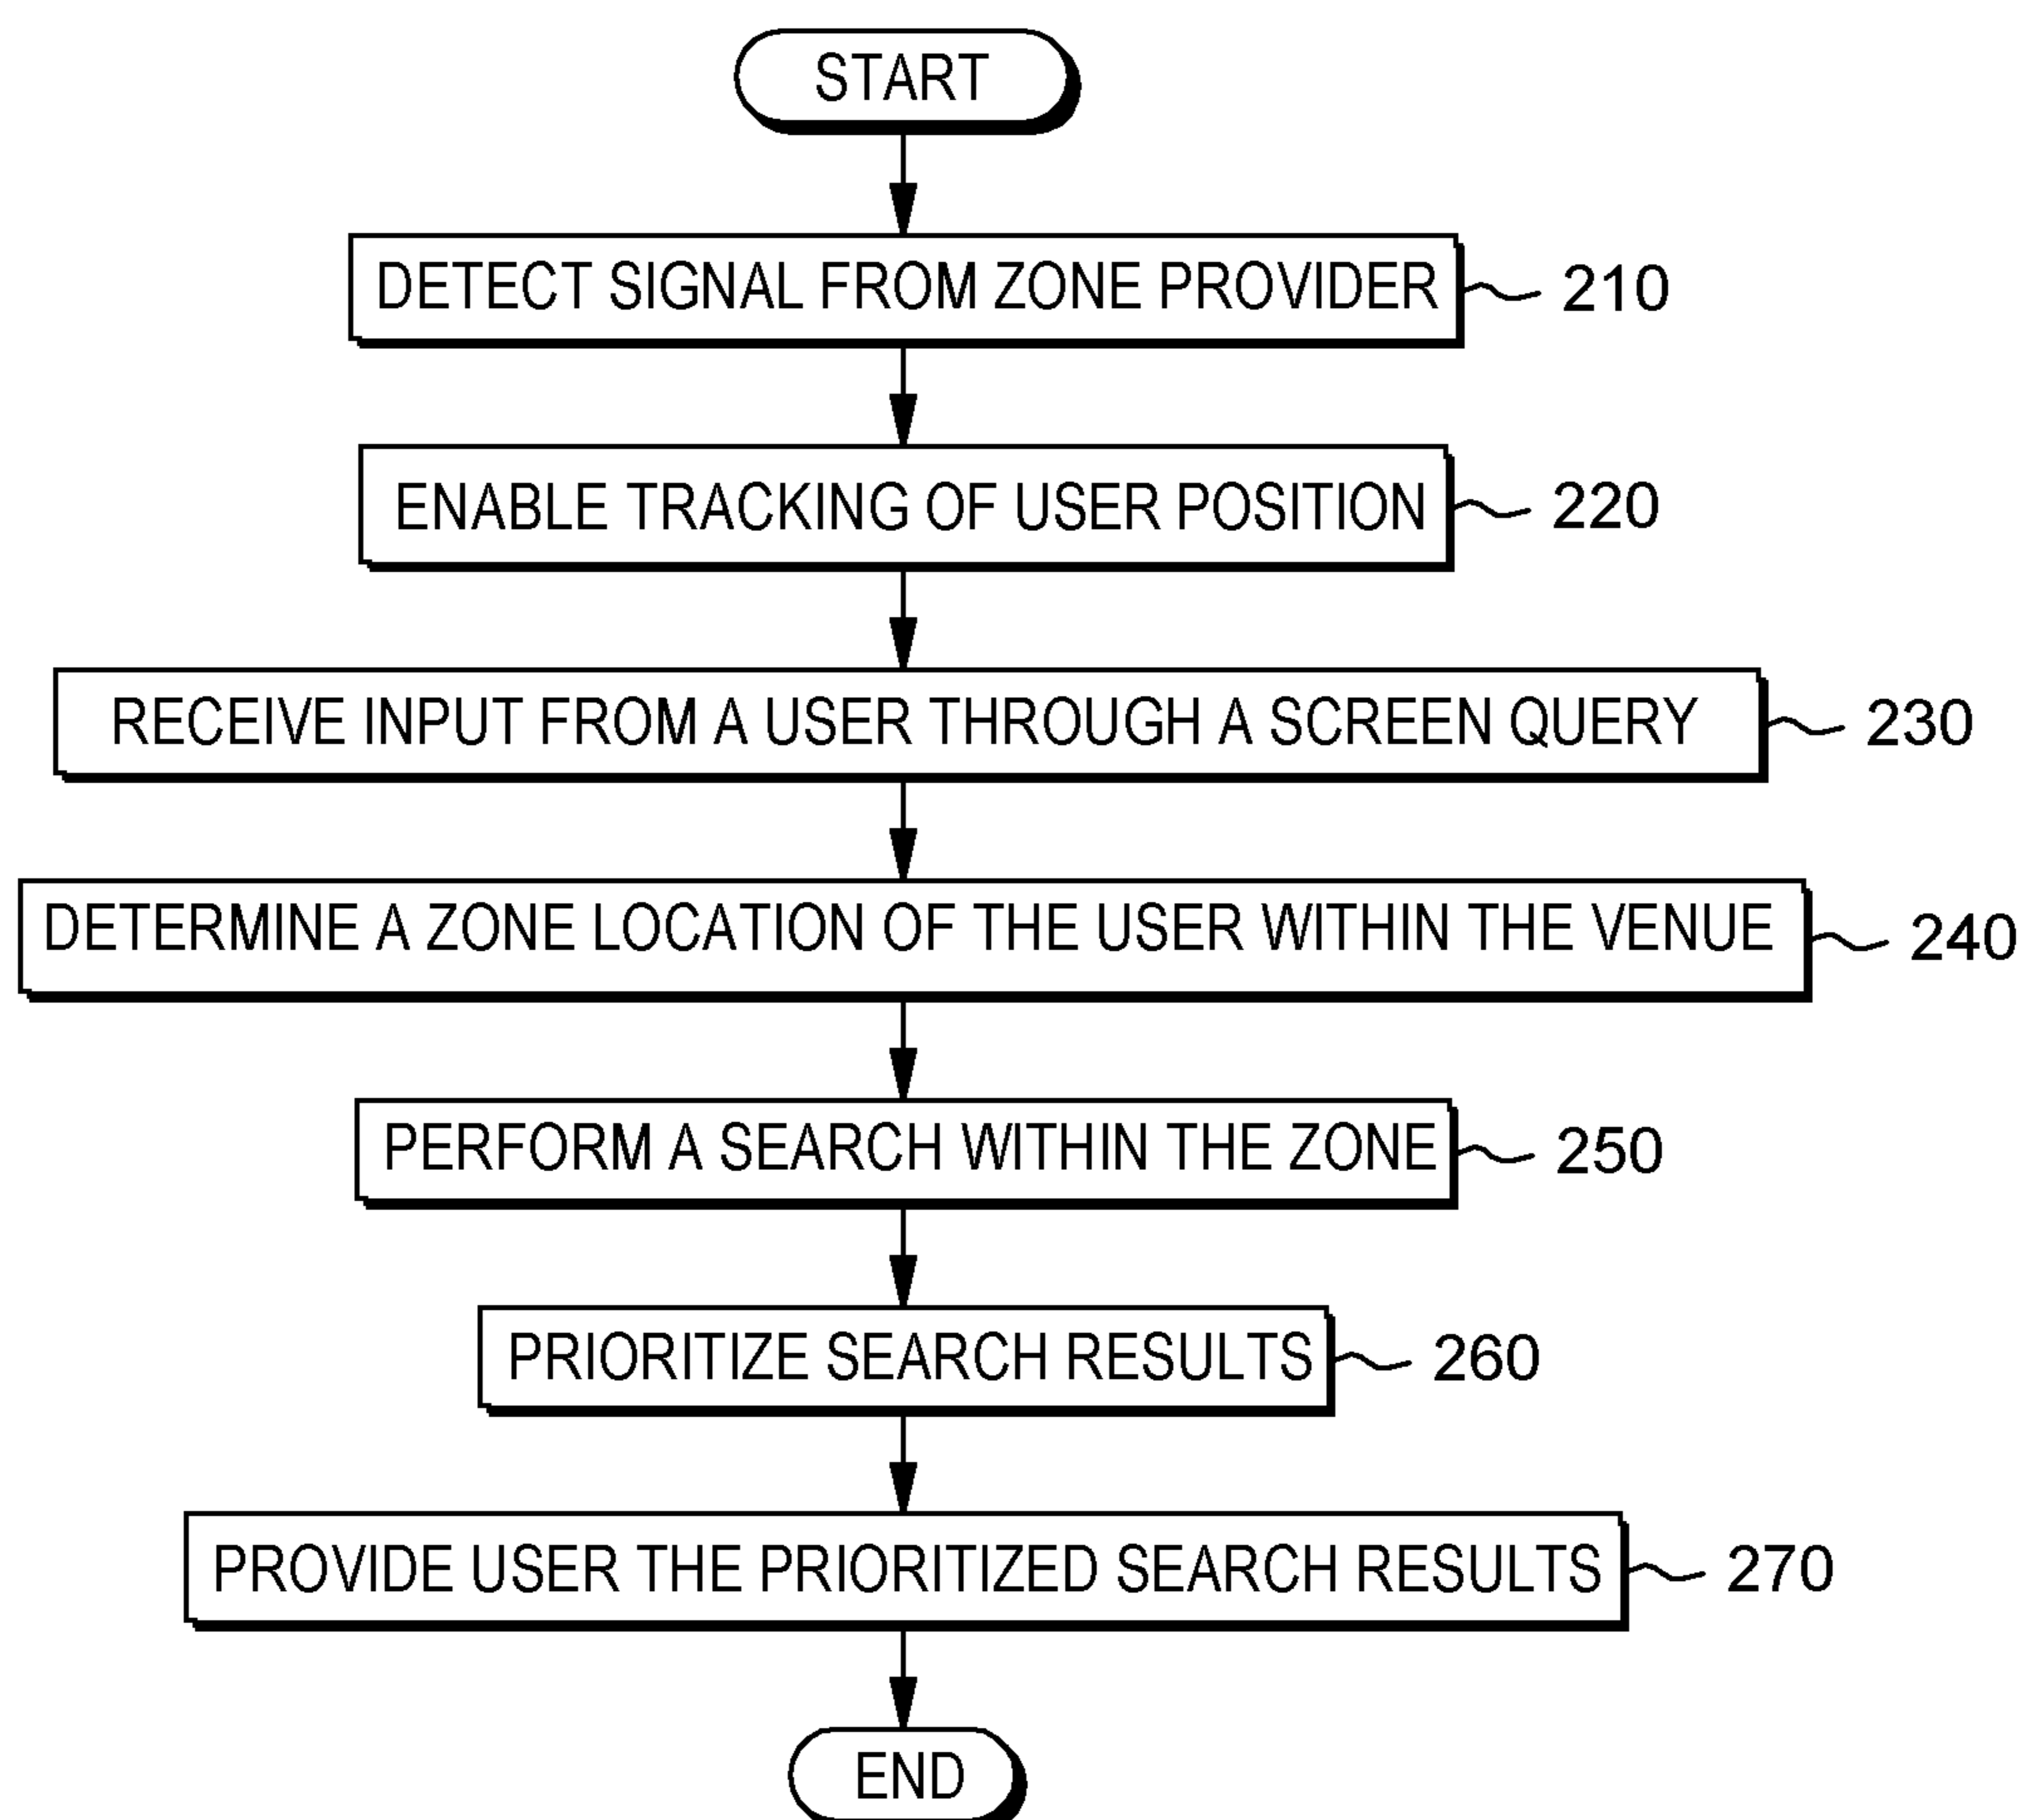 START
DETECT SIGNAL FROM ZONE PROVIDER 210
ENABLE TRACKING OF USER POSITION 220
RECEIVE INPUT FROM A USER THROUGH A SCREEN QUERY 230
DETERMINE A ZONE LOCATION OF THE USER WITHIN THE VENUE 240
PERFORM A SEARCH WITHIN THE ZONE 250
PRIORITIZE SEARCH RESULTS 260
PROVIDE USER THE PRIORITIZED SEARCH RESULTS 270
END